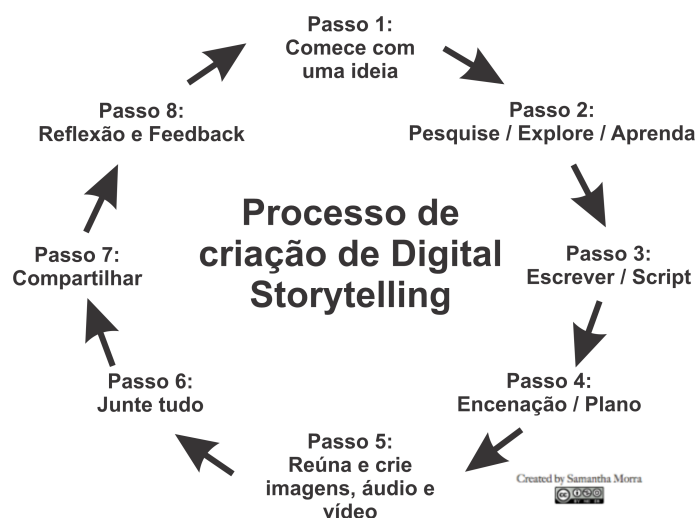 Passo 1:
Comece com
uma ideia
Passo 2:
Pesquise / Explore / Aprenda
Passo 3:
Escrever / Script
Passo 4:
Encenação / Plano
Passo 5:
Reúna e crie
imagens, áudio e
vídeo
Passo 6:
Junte tudo
Passo 7:
Compartilhar
Passo 8:
Reflexão e Feedback
Processo de
criação de Digital
Storytelling
Created by Samantha Morra